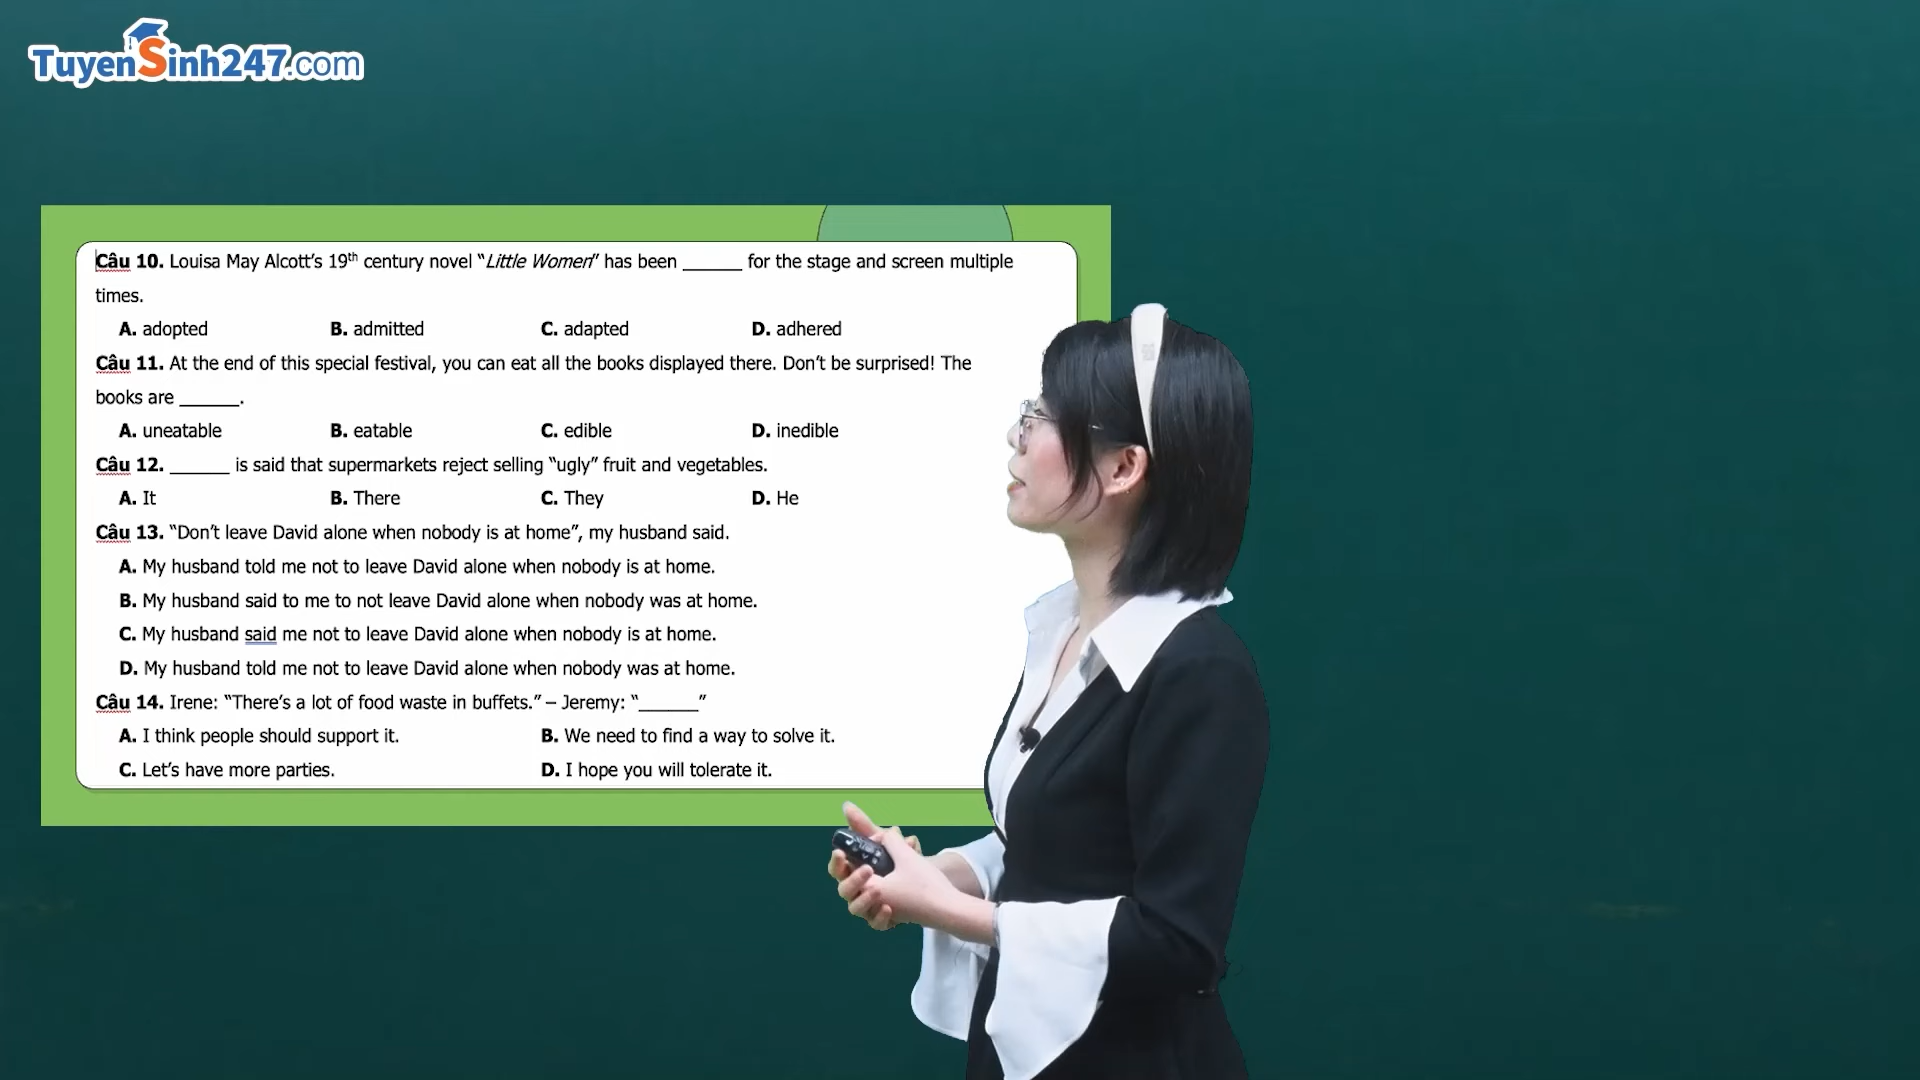 TuyenSinh247.com
Câu 10. Louisa May Alcott's 19th century novel “Little Women” has been ______ for the stage and screen multiple
times.
A. adopted B. admitted C. adapted D. adhered
Câu 11. At the end of this special festival, you can eat all the books displayed there. Don't be surprised! The
books are ______.
A. uneatable B. eatable C. edible D. inedible
Câu 12. ______ is said that supermarkets reject selling “ugly” fruit and vegetables.
A. It B. There C. They D. He
Câu 13. “Don't leave David alone when nobody is at home”, my husband said.
A. My husband told me not to leave David alone when nobody is at home.
B. My husband said to me to not leave David alone when nobody was at home.
C. My husband said me not to leave David alone when nobody is at home.
D. My husband told me not to leave David alone when nobody was at home.
Câu 14. Irene: “There's a lot of food waste in buffets.” – Jeremy: “______”
A. I think people should support it. B. We need to find a way to solve it.
C. Let's have more parties. D. I hope you will tolerate it.